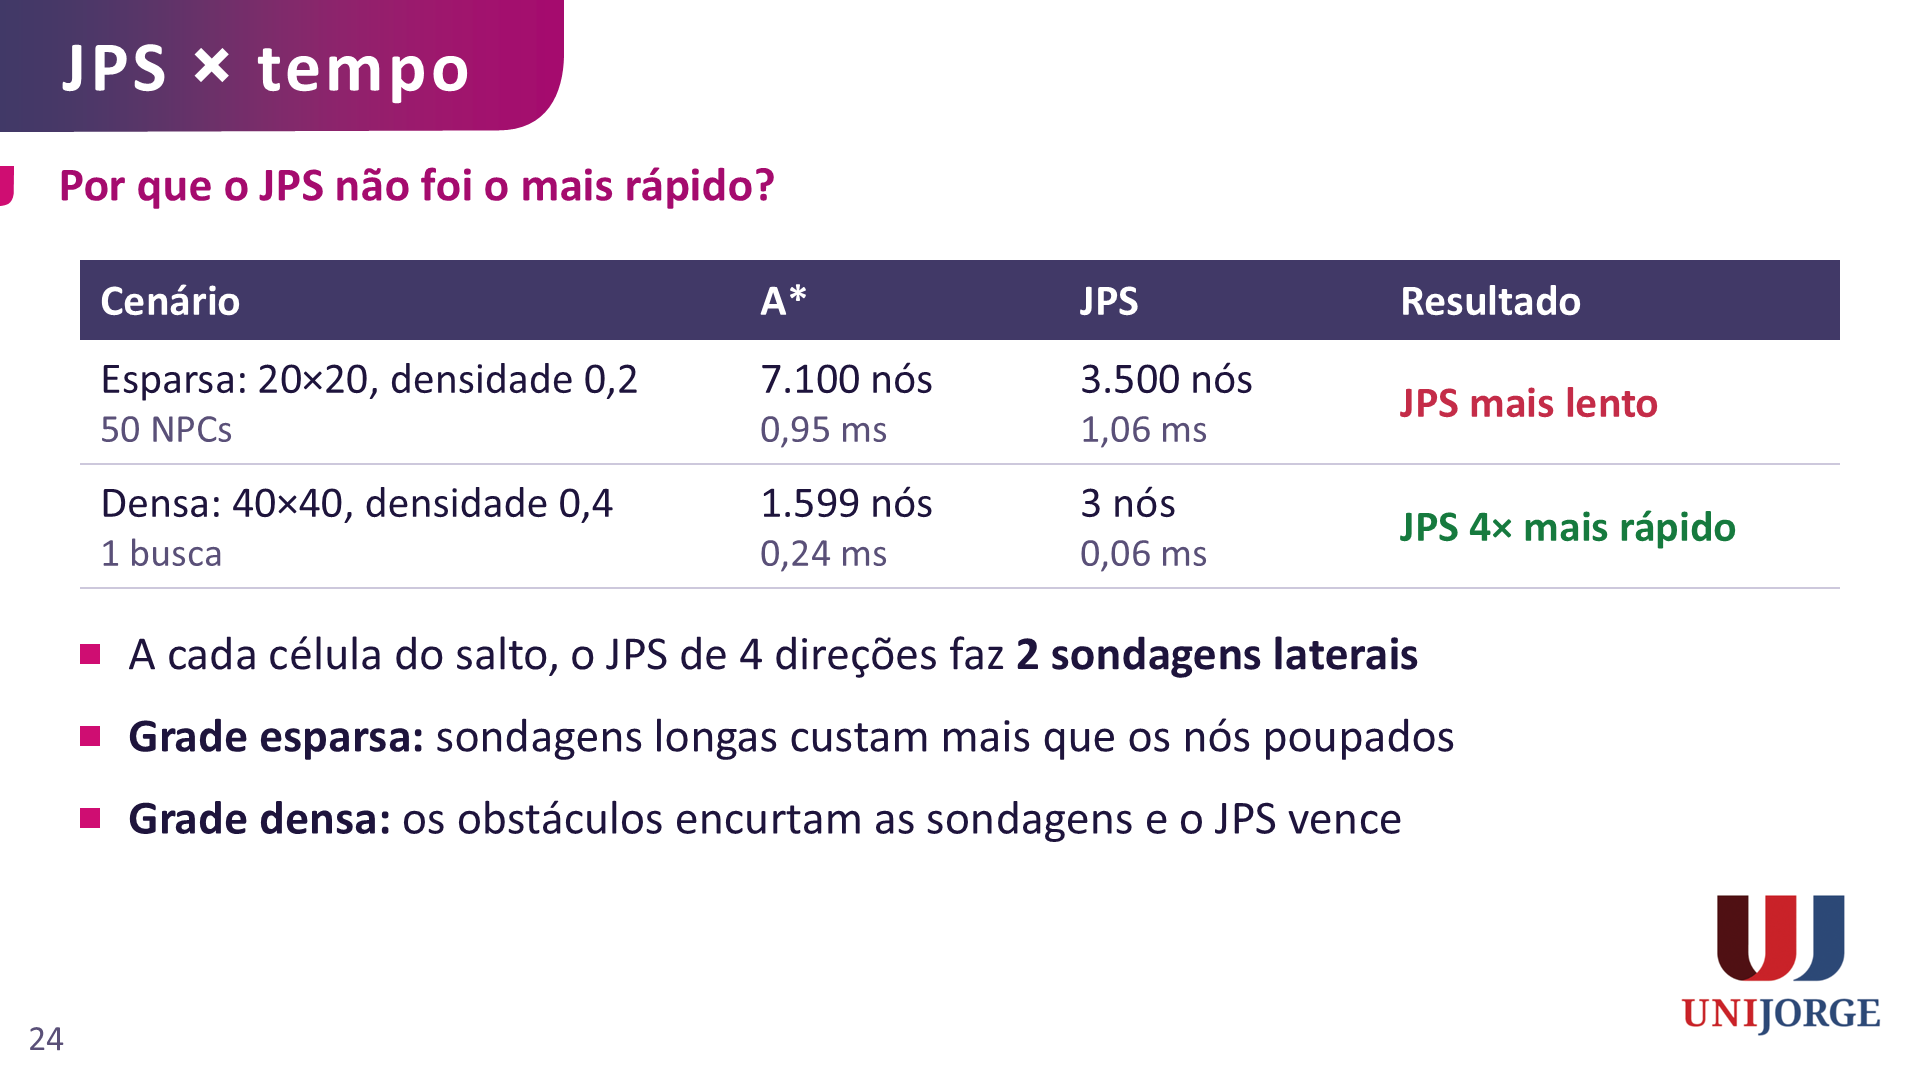 JPS × tempo
Por que o JPS não foi o mais rápido?
Cenário A* JPS Resultado
Esparsa: 20×20, densidade 0,2 7.100 nós 3.500 nós JPS mais lento
50 NPCs 0,95 ms 1,06 ms
Densa: 40×40, densidade 0,4 1.599 nós 3 nós JPS 4× mais rápido
1 busca 0,24 ms 0,06 ms
A cada célula do salto, o JPS de 4 direções faz 2 sondagens laterais
Grade esparsa: sondagens longas custam mais que os nós poupados
Grade densa: os obstáculos encurtam as sondagens e o JPS vence
UNIJORGE
24